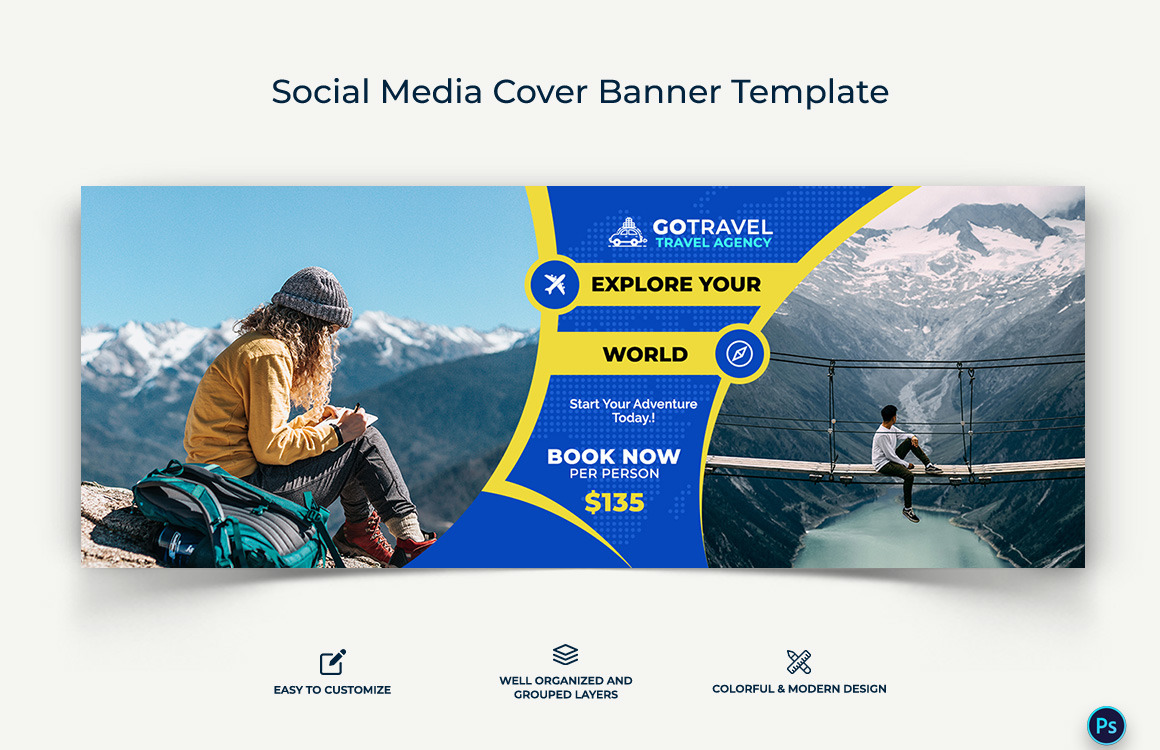 Social Media Cover Banner Template
GOTRAVEL
TRAVEL AGENCY
EXPLORE YOUR
WORLD
Start Your Adventure
Today.!
BOOK NOW
PER PERSON
$135
EASY TO CUSTOMIZE
WELL ORGANIZED AND
GROUPED LAYERS
COLORFUL & MODERN DESIGN
Ps